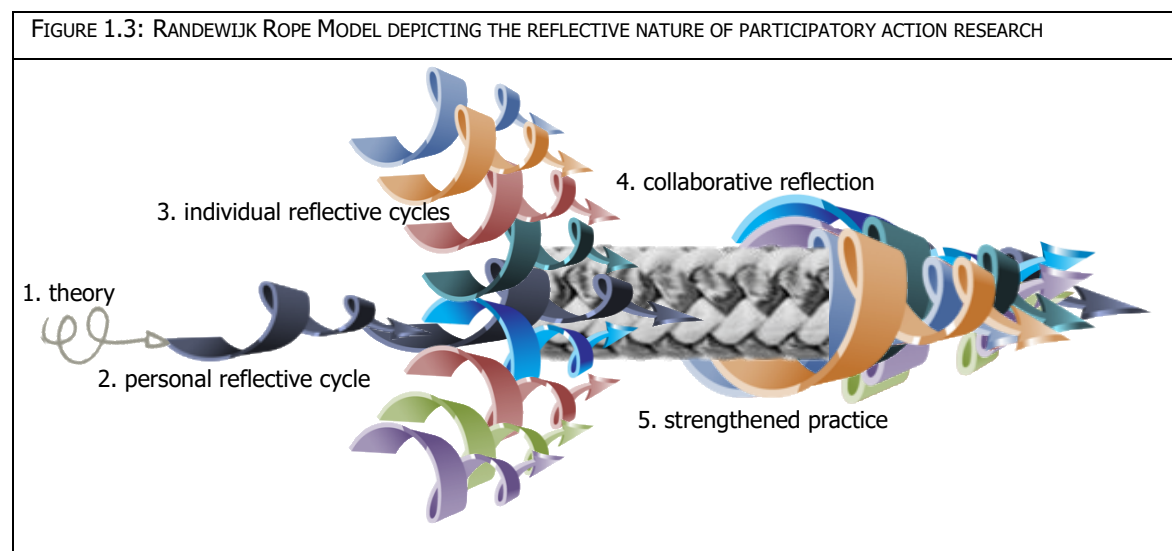 FIGURE 1.3: RANDEWIJK ROPE MODEL DEPICTING THE REFLECTIVE NATURE OF PARTICIPATORY ACTION RESEARCH
4. collaborative reflection
3. individual reflective cycles
1. theory
2. personal reflective cycle
5. strengthened practice